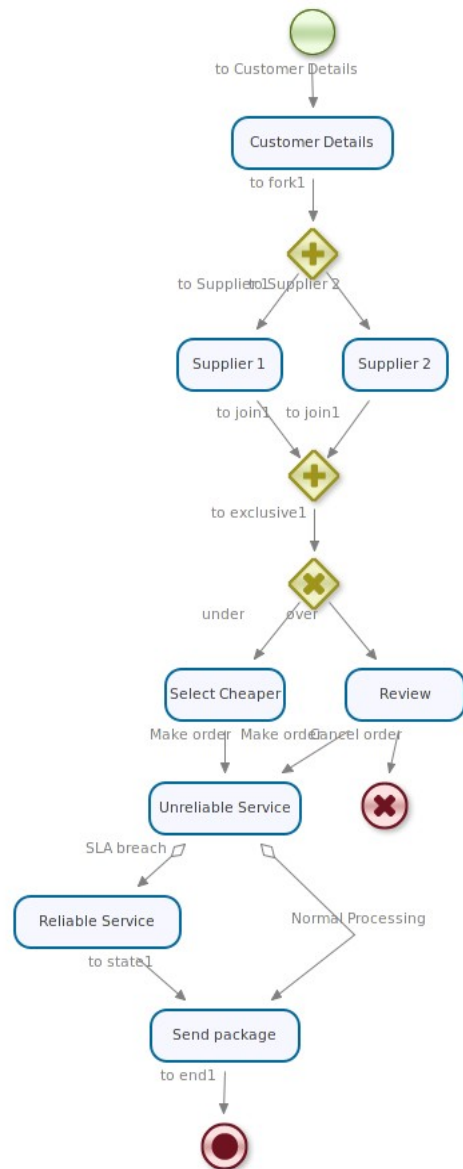 to Customer Details
Customer Details
to fork1
to Supplier 1
to Supplier 2
Supplier 1
Supplier 2
to join1
to join1
to exclusive1
under
over
Select Cheaper
Review
Make order
Make order
Cancel order
Unreliable Service
SLA breach
Reliable Service
Normal Processing
to state1
Send package
to end1